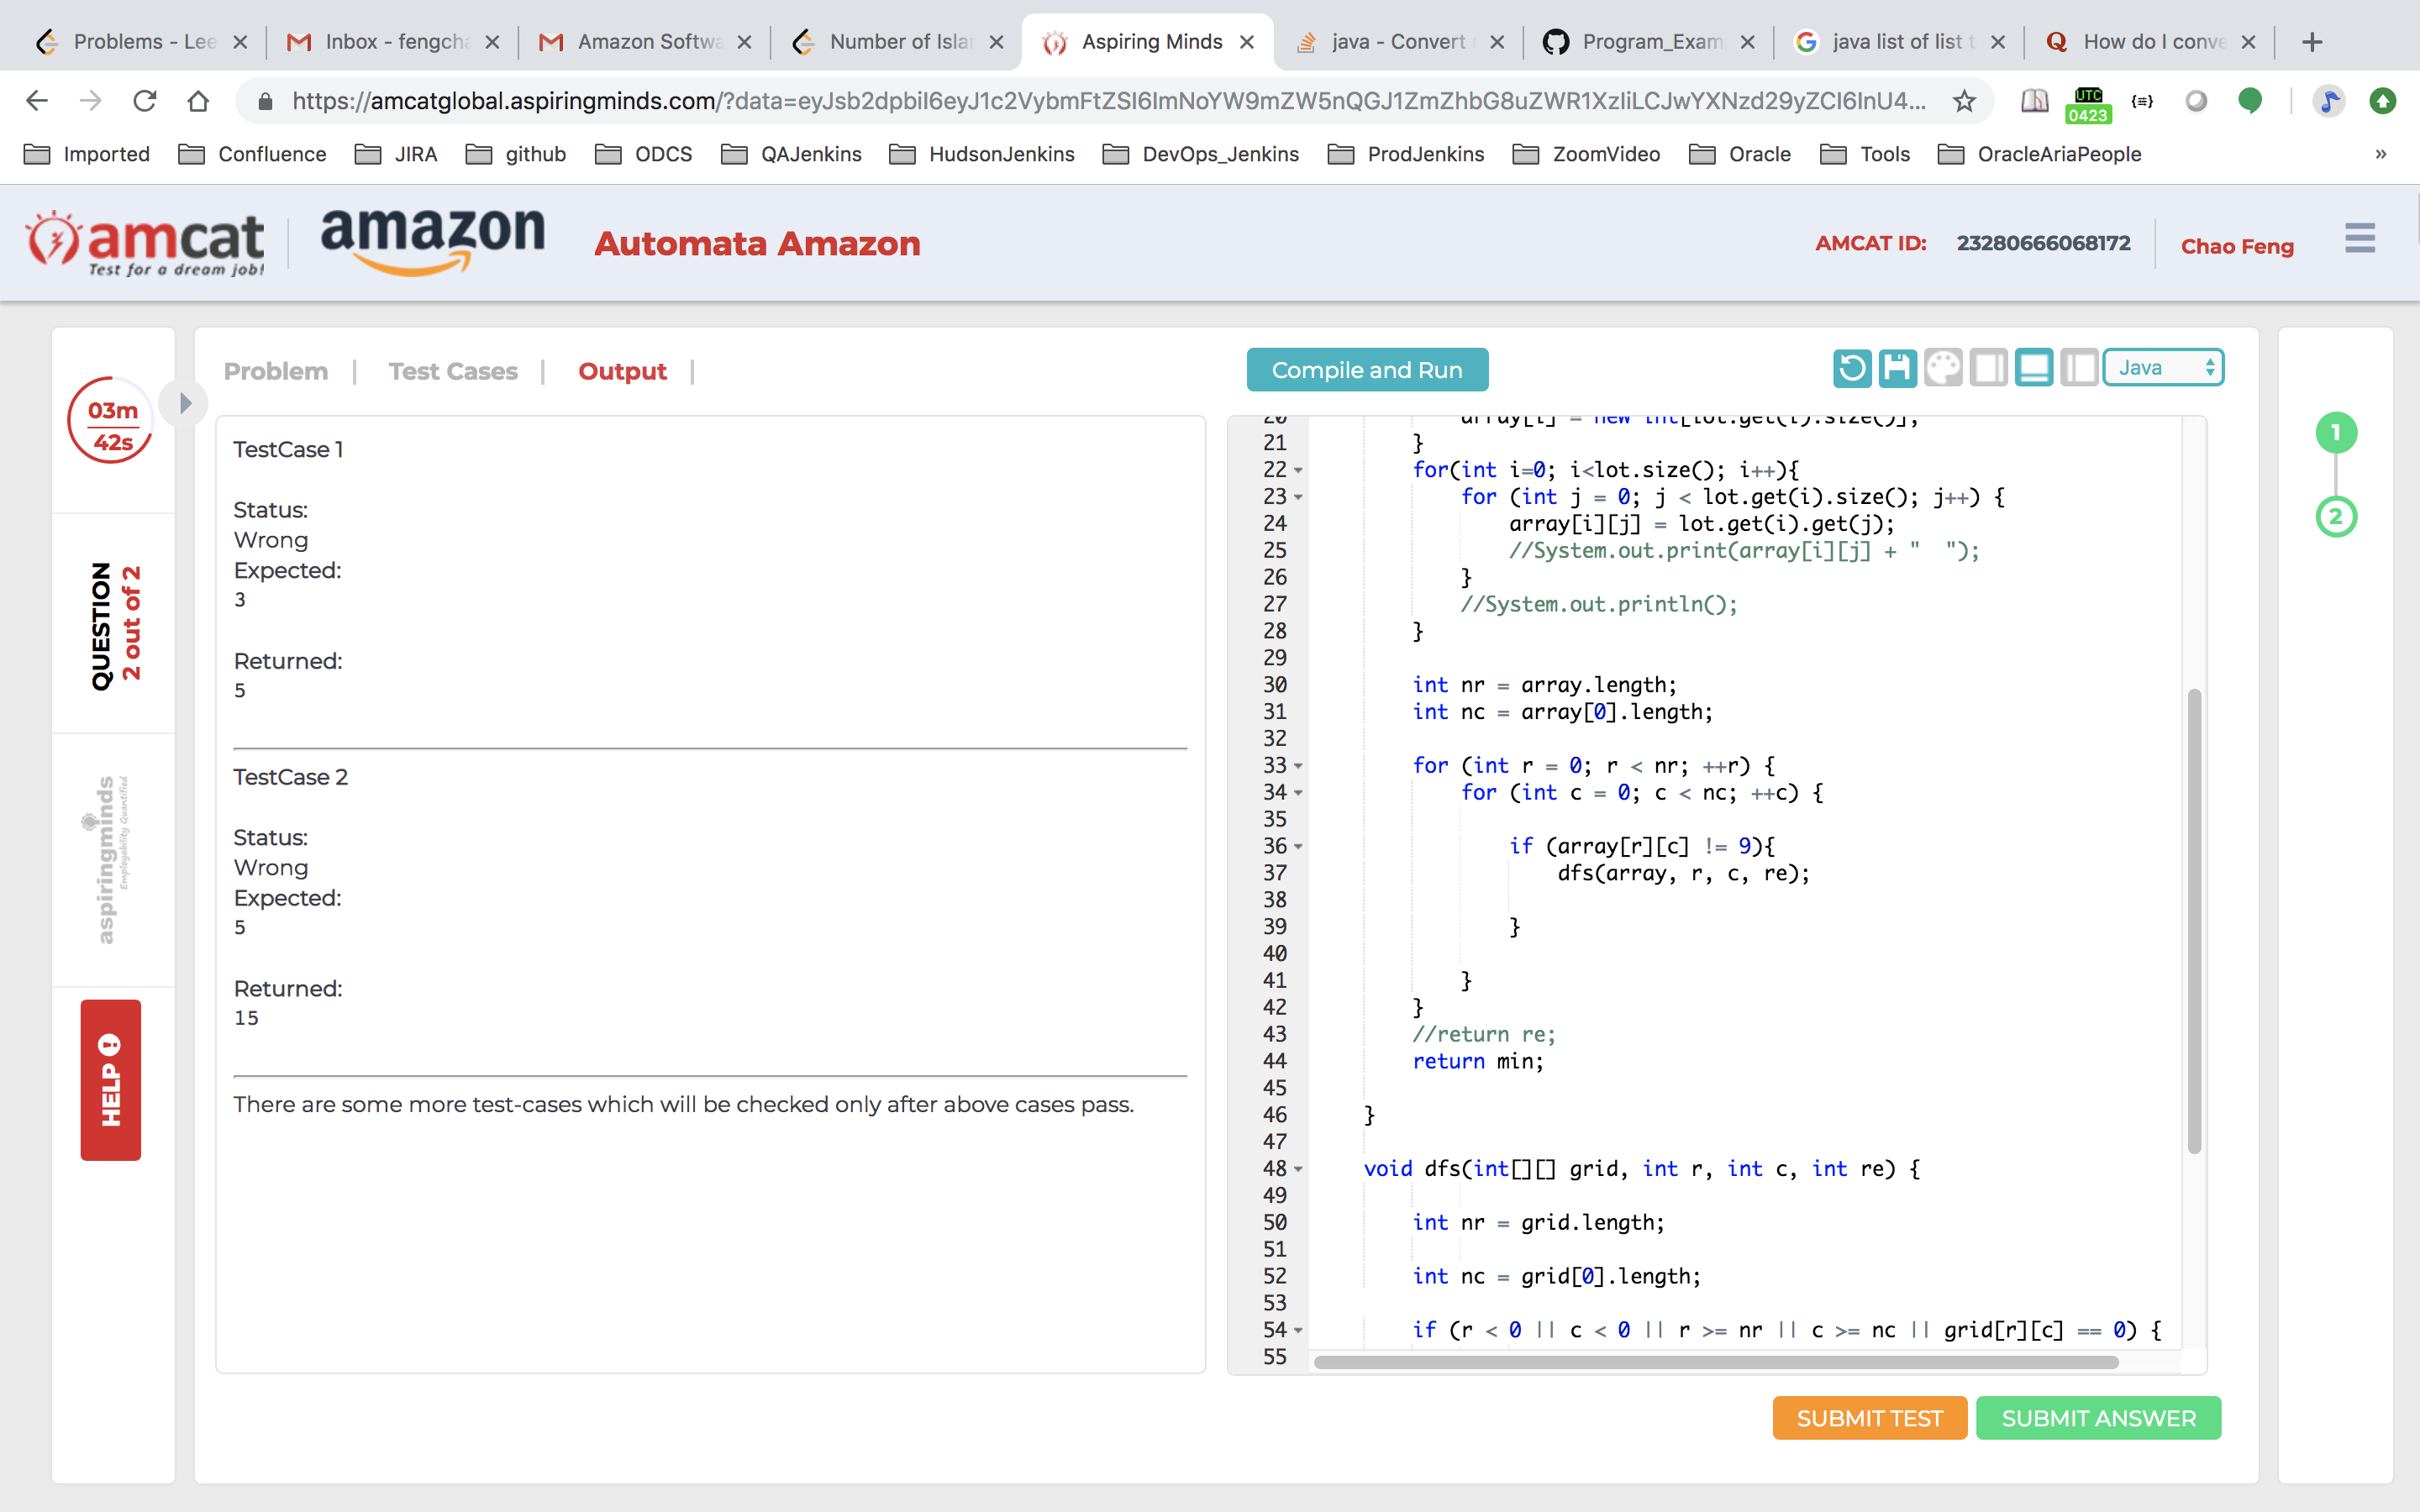 Problems - Lee
Inbox - fengcha
Amazon Softwa
Number of Islan
Aspiring Minds
java - Convert
Program_Exam
java list of list t
How do I conve
https://amcatglobal.aspiringminds.com/?data=eyJsb2dpbiI6eyJ1c2VybmFtZSI6ImNoYW9mZW5nQGJ1ZmZhbG8uZWR1XzIiLCJwYXNzd29yZCI6InU4...
UTC
0423
Imported
Confluence
JIRA
github
ODCS
QAJenkins
HudsonJenkins
DevOps_Jenkins
ProdJenkins
ZoomVideo
Oracle
Tools
OracleAriaPeople
»
amcat
Test for a dream job!
amazon
Automata Amazon
AMCAT ID: 23280666068172
Chao Feng
03m
42s
QUESTION
2 out of 2
aspiringminds
Employability Quantified
HELP
Problem | Test Cases | Output |
Compile and Run
Java
TestCase 1
Status:
Wrong
Expected:
3
Returned:
5
TestCase 2
Status:
Wrong
Expected:
5
Returned:
15
There are some more test-cases which will be checked only after above cases pass.
20 array[i] = new int[lot.get(i).size()];
21 }
22 for(int i=0; i<lot.size(); i++){
23 for (int j = 0; j < lot.get(i).size(); j++) {
24 array[i][j] = lot.get(i).get(j);
25 //System.out.print(array[i][j] + "  ");
26 }
27 //System.out.println();
28 }
29
30 int nr = array.length;
31 int nc = array[0].length;
32
33 for (int r = 0; r < nr; ++r) {
34 for (int c = 0; c < nc; ++c) {
35
36 if (array[r][c] != 9){
37 dfs(array, r, c, re);
38
39 }
40
41 }
42 }
43 //return re;
44 return min;
45
46 }
47
48 void dfs(int[][] grid, int r, int c, int re) {
49
50 int nr = grid.length;
51
52 int nc = grid[0].length;
53
54 if (r < 0 || c < 0 || r >= nr || c >= nc || grid[r][c] == 0) {
55
1
2
SUBMIT TEST
SUBMIT ANSWER